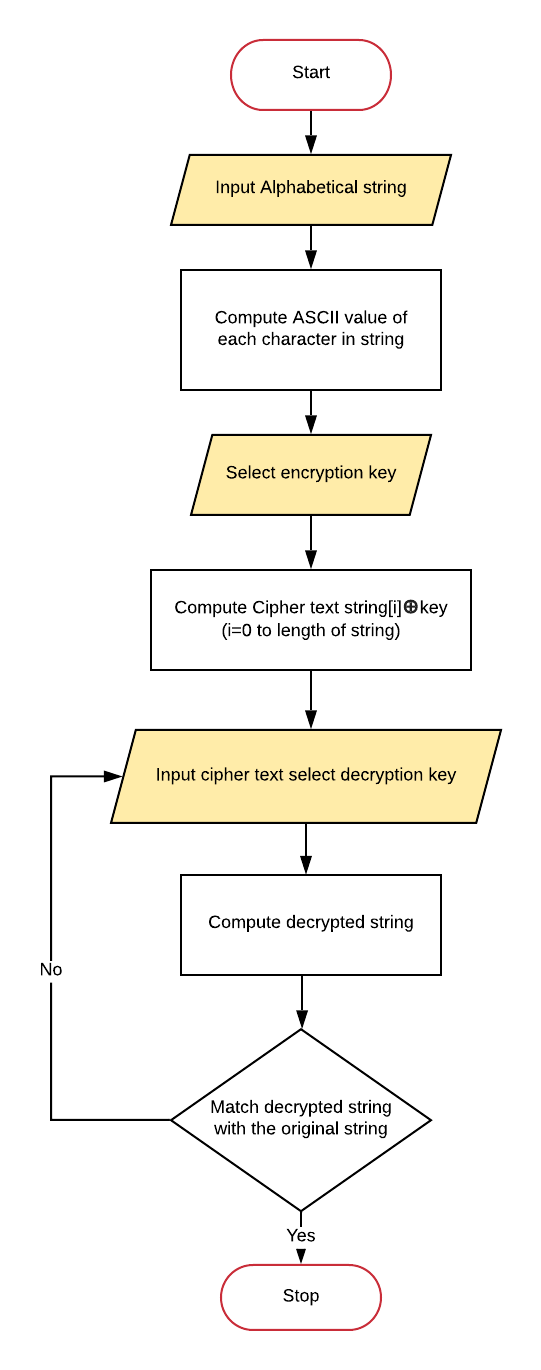 Start
Input Alphabetical string
Compute ASCII value of
each character in string
Select encryption key
Compute Cipher text string[i]⊕key
(i=0 to length of string)
Input cipher text select decryption key
Compute decrypted string
No
Match decrypted string
with the original string
Yes
Stop